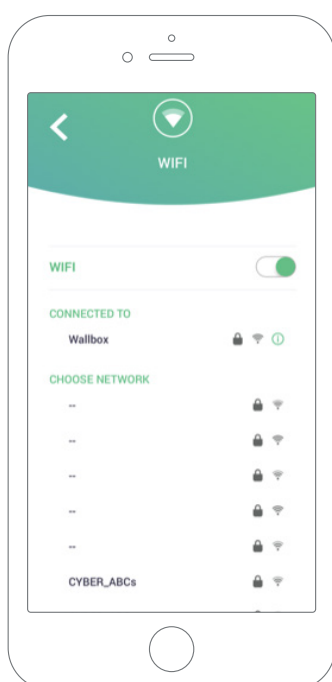 WIFI
WIFI
CONNECTED TO
Wallbox
CHOOSE NETWORK
--
--
--
--
--
CYBER_ABCs